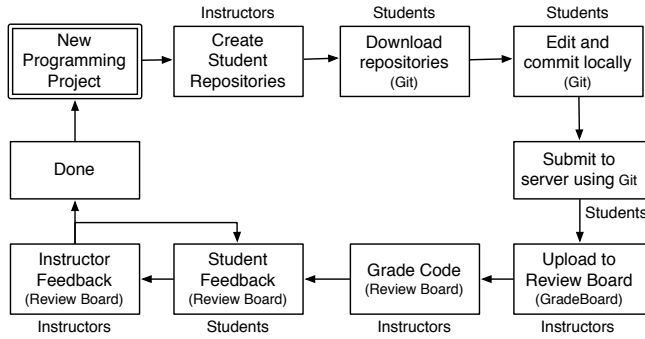 Instructors
New
Programming
Project
Create
Student
Repositories
Students
Download
repositories
(Git)
Students
Edit and
commit locally
(Git)
Submit to
server using Git
Students
Upload to
Review Board
(GradeBoard)
Instructors
Grade Code
(Review Board)
Instructors
Student
Feedback
(Review Board)
Students
Instructor
Feedback
(Review Board)
Instructors
Done